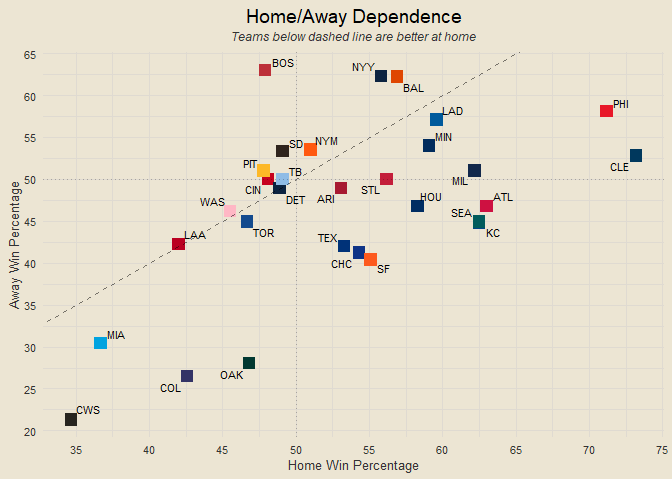 Home/Away Dependence
Teams below dashed line are better at home
65
60
55
50
45
40
35
30
25
20
Away Win Percentage
BOS
NYY
BAL
PHI
LAD
MIN
CLE
SD
NYM
PIT
TB
CIN
DET
ARI
STL
MIL
WAS
HOU
ATL
SEA
KC
LAA
TOR
TEX
CHC
SF
MIA
OAK
COL
CWS
35
40
45
50
55
60
65
70
75
Home Win Percentage